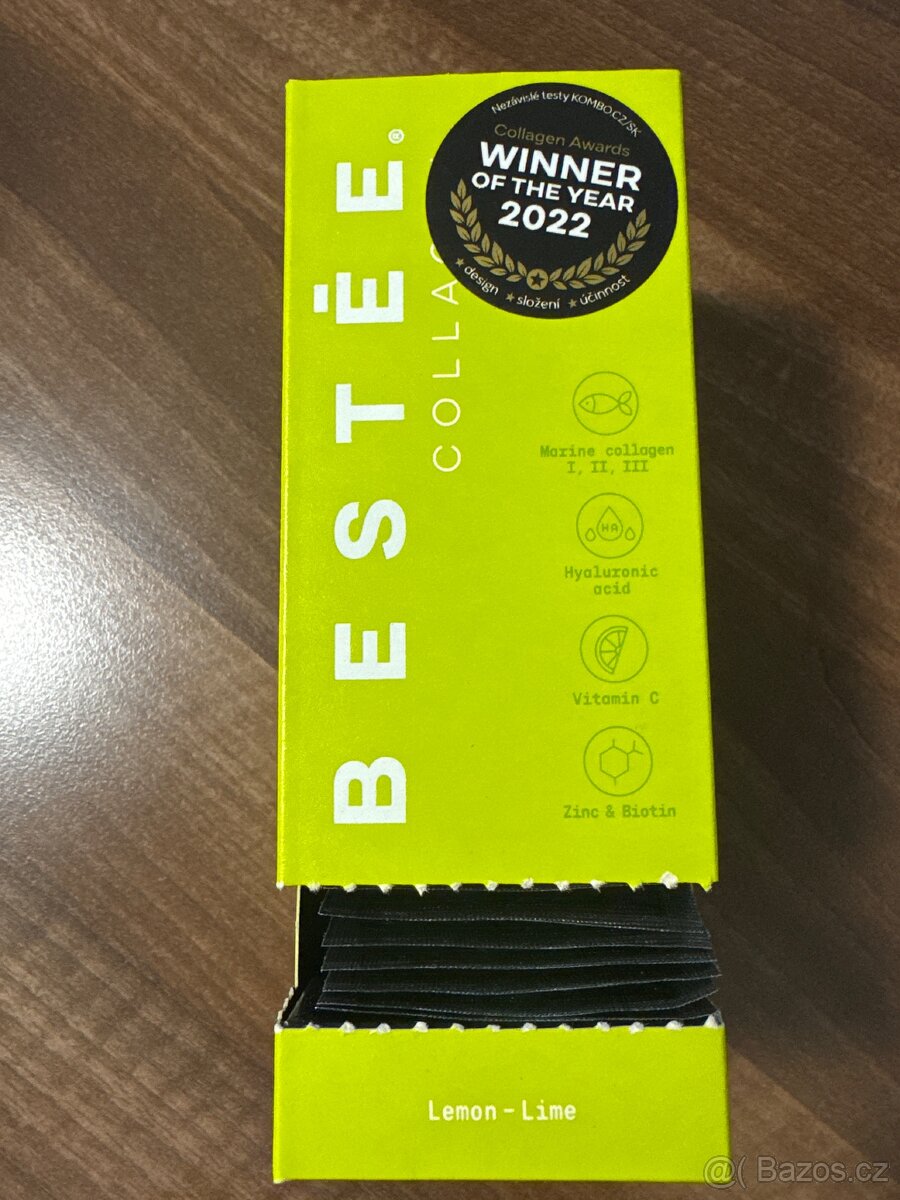 Nezávislé testy KOMBO.CZ/SK
Collagen Awards
WINNER
OF THE YEAR
2022
★ design ★ složení ★ účinnost
BESTĒE.®
COLLAG
Marine collagen
I, II, III
HA
Hyaluronic
acid
Vitamin C
Zinc & Biotin
Lemon - Lime
@( Bazos.cz